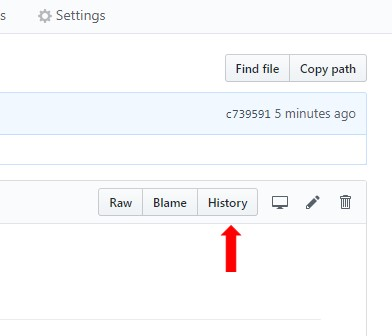 s Settings
Find file Copy path
c739591 5 minutes ago
Raw Blame History